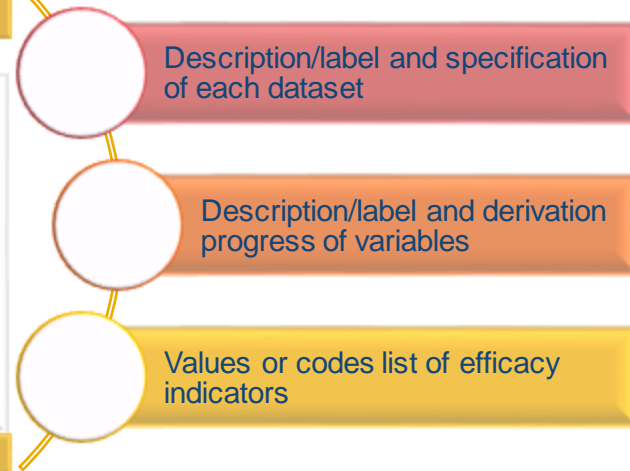 Description/label and specification
of each dataset
Description/label and derivation
progress of variables
Values or codes list of efficacy
indicators